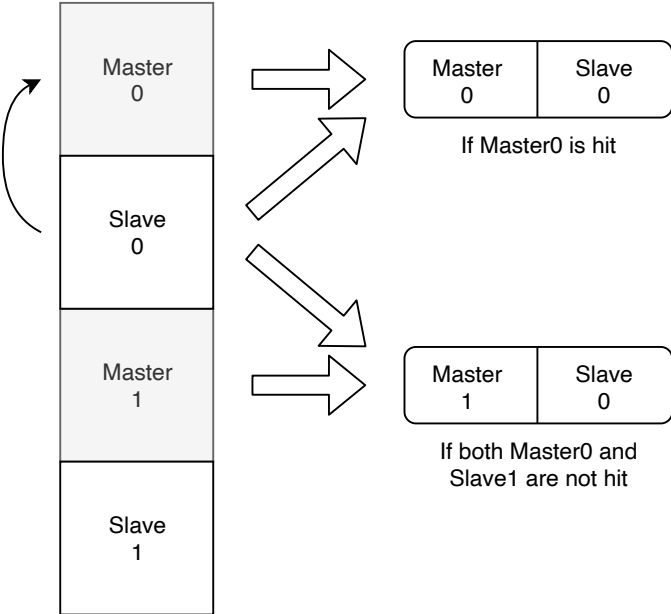 Master
0
Slave
0
Master
1
Slave
1
Master
0
Slave
0
If Master0 is hit
Master
1
Slave
0
If both Master0 and
Slave1 are not hit